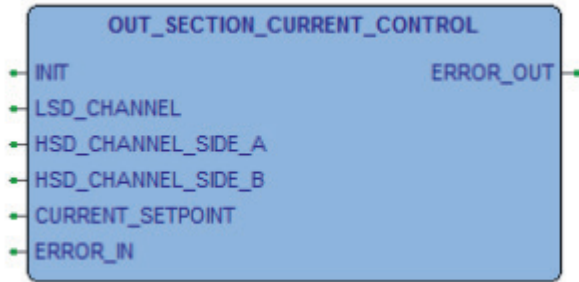 OUT_SECTION_CURRENT_CONTROL
INIT ERROR_OUT
LSD_CHANNEL
HSD_CHANNEL_SIDE_A
HSD_CHANNEL_SIDE_B
CURRENT_SETPOINT
ERROR_IN